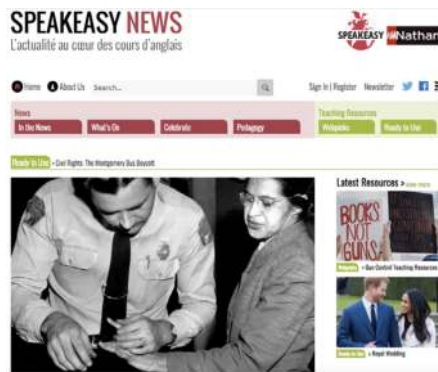 SPEAKEASY NEWS
L'actualité au cœur des cours d'anglais
SPEAKEASY Nathan
Home About Us Search... Sign In | Register Newsletter
News Teaching Resources
In the News What's On Celebrate Pedagogy Webpicks Ready to Use
Ready to Use > Civil Rights: The Montgomery Bus Boycott
Latest Resources >
BOOKS
NOT
GUNS
Webpicks > Gun Control Teaching Resources
Ready to Use > Royal Wedding